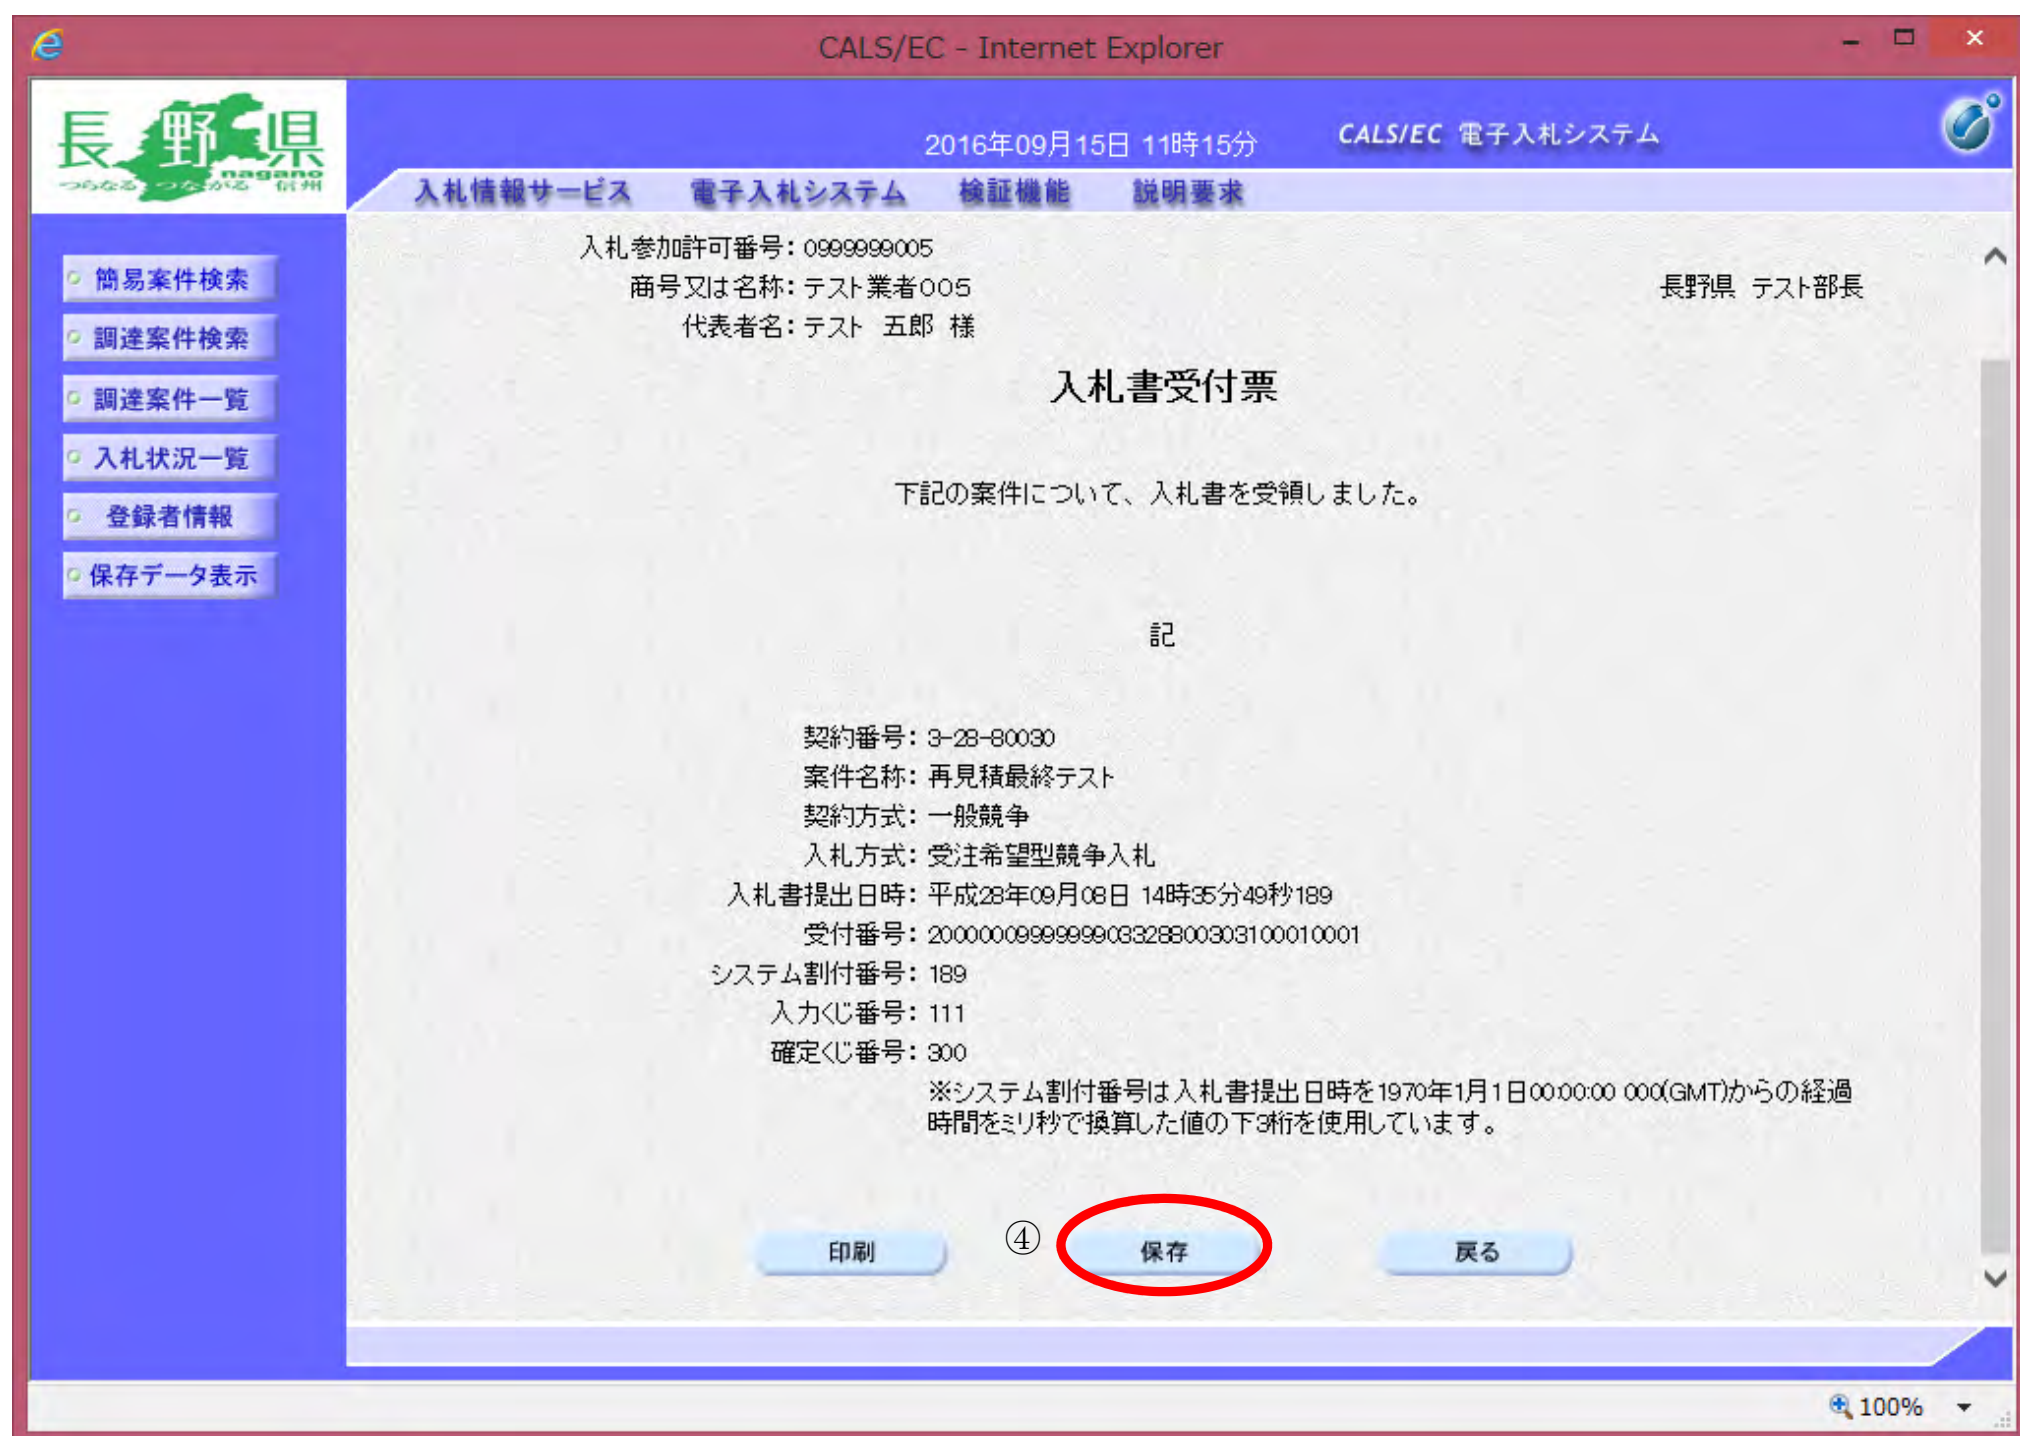 CALS/EC - Internet Explorer
長野県
nagano
つらなる つながる 信州
2016年09月15日 11時15分
CALS/EC 電子入札システム
入札情報サービス 電子入札システム 検証機能 説明要求
簡易案件検索
調達案件検索
調達案件一覧
入札状況一覧
登録者情報
保存データ表示
入札参加許可番号：0999999005
商号又は名称：テスト業者005
長野県 テスト部長
代表者名：テスト 五郎 様
入札書受付票
下記の案件について、入札書を受領しました。
記
契約番号：3-28-80030
案件名称：再見積最終テスト
契約方式：一般競争
入札方式：受注希望型競争入札
入札書提出日時：平成28年09月08日 14時35分49秒189
受付番号：2000000999999903328800303100010001
システム割付番号：189
入力くじ番号：111
確定くじ番号：300
※システム割付番号は入札書提出日時を1970年1月1日00:00:00 000(GMT)からの経過
時間をミリ秒で換算した値の下3桁を使用しています。
印刷 ④ 保存 戻る
100%